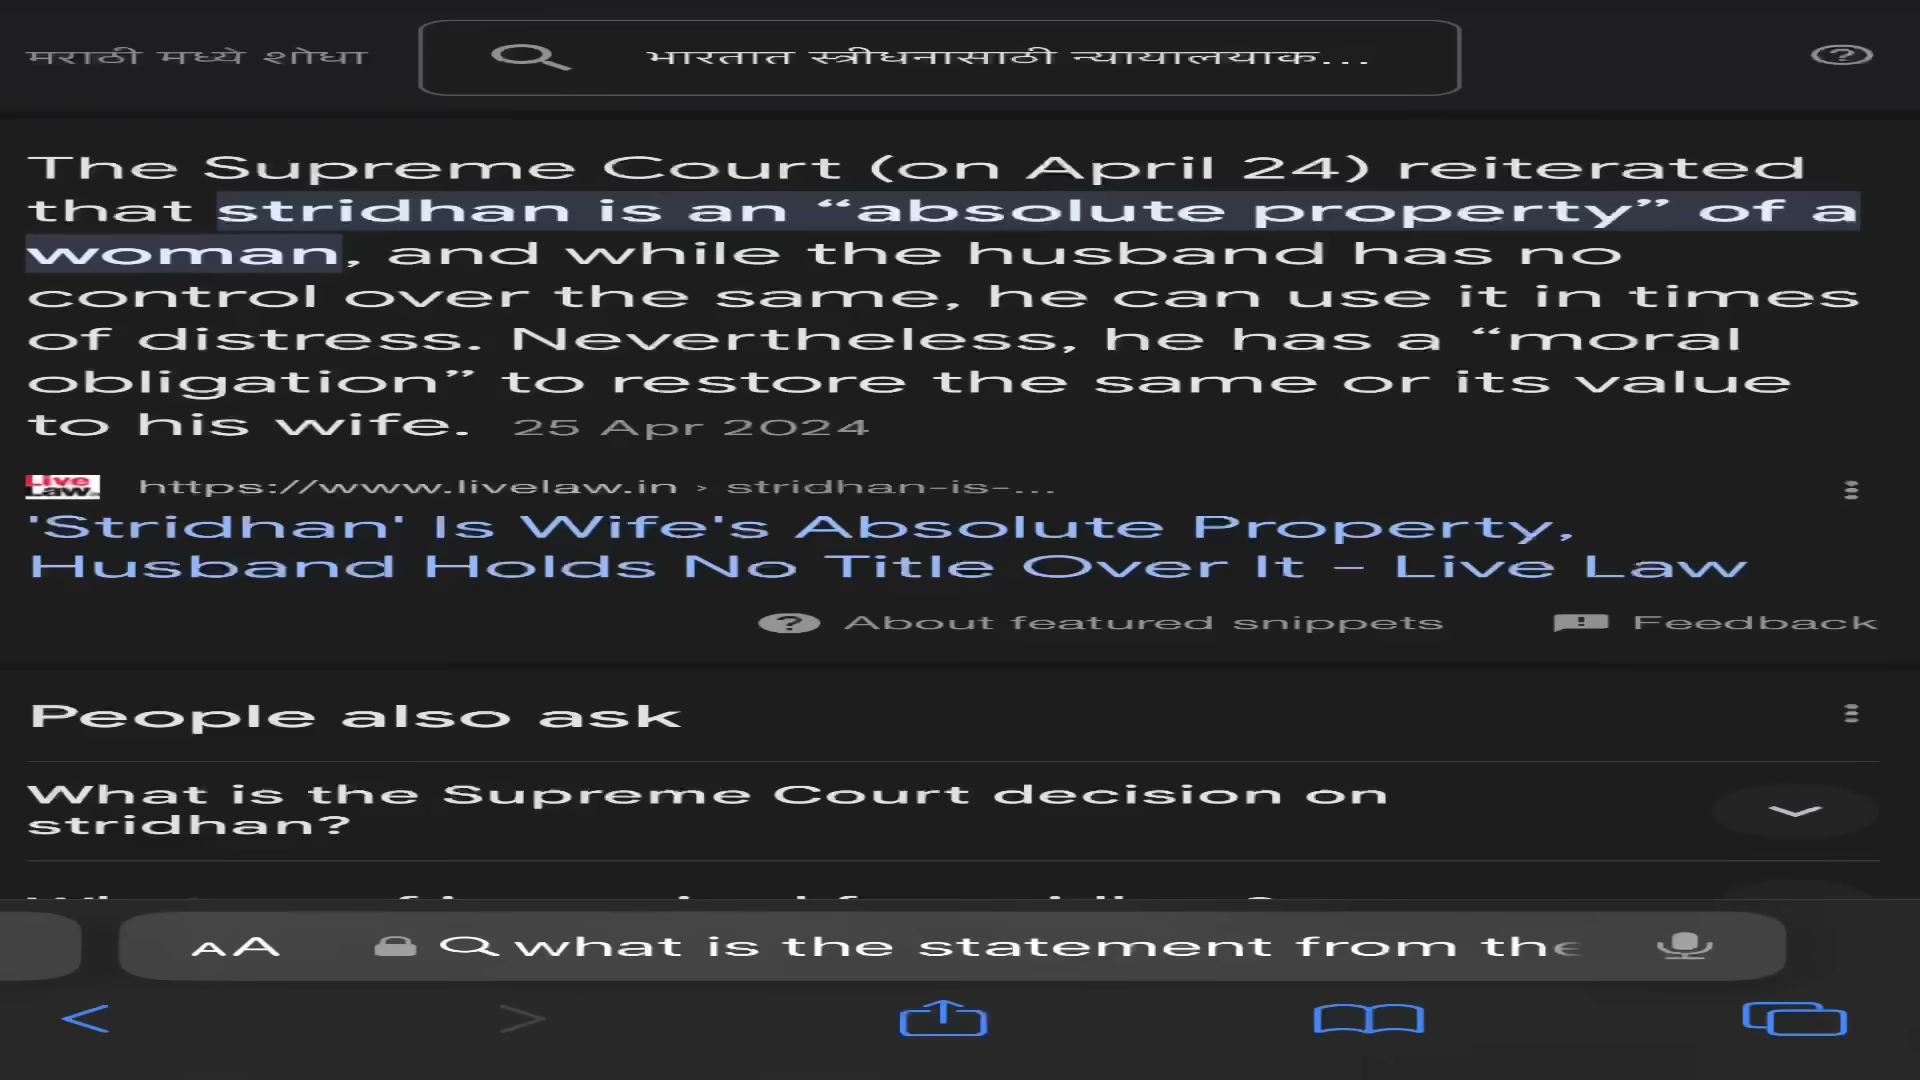 मराठी मध्ये शोधा
भारतात स्त्रीधनासाठी न्यायालयाक...
The Supreme Court (on April 24) reiterated
that stridhan is an “absolute property” of a
woman, and while the husband has no
control over the same, he can use it in times
of distress. Nevertheless, he has a “moral
obligation” to restore the same or its value
to his wife. 25 Apr 2024
Live Law
https://www.livelaw.in › stridhan-is-...
'Stridhan' Is Wife's Absolute Property,
Husband Holds No Title Over It - Live Law
About featured snippets
Feedback
People also ask
What is the Supreme Court decision on
stridhan?
AA
what is the statement from the